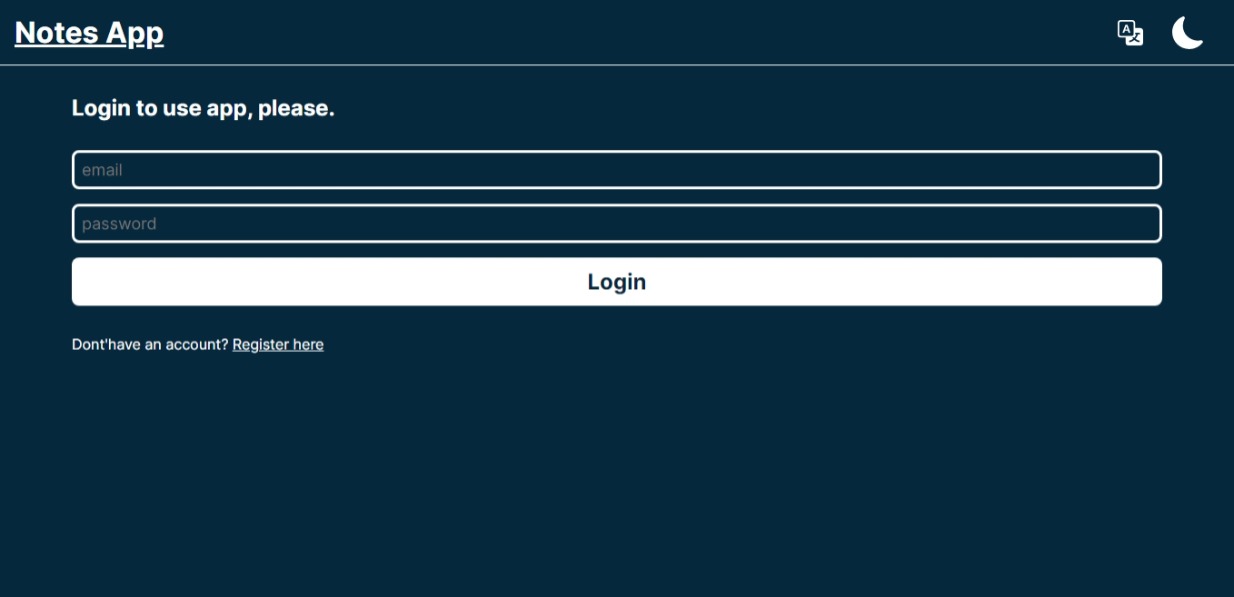 Notes App
Login to use app, please.
email
password
Login
Dont'have an account? Register here